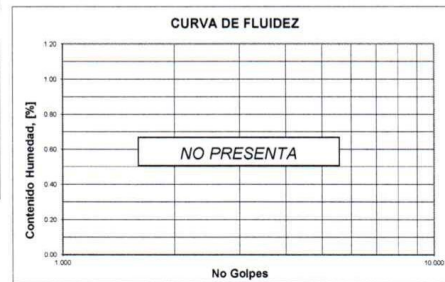 CURVA DE FLUIDEZ
Contenido Humedad, [%]
1.20
1.00
0.80
0.60
0.40
0.20
0.00
NO PRESENTA
1.000
10.000
No Golpes